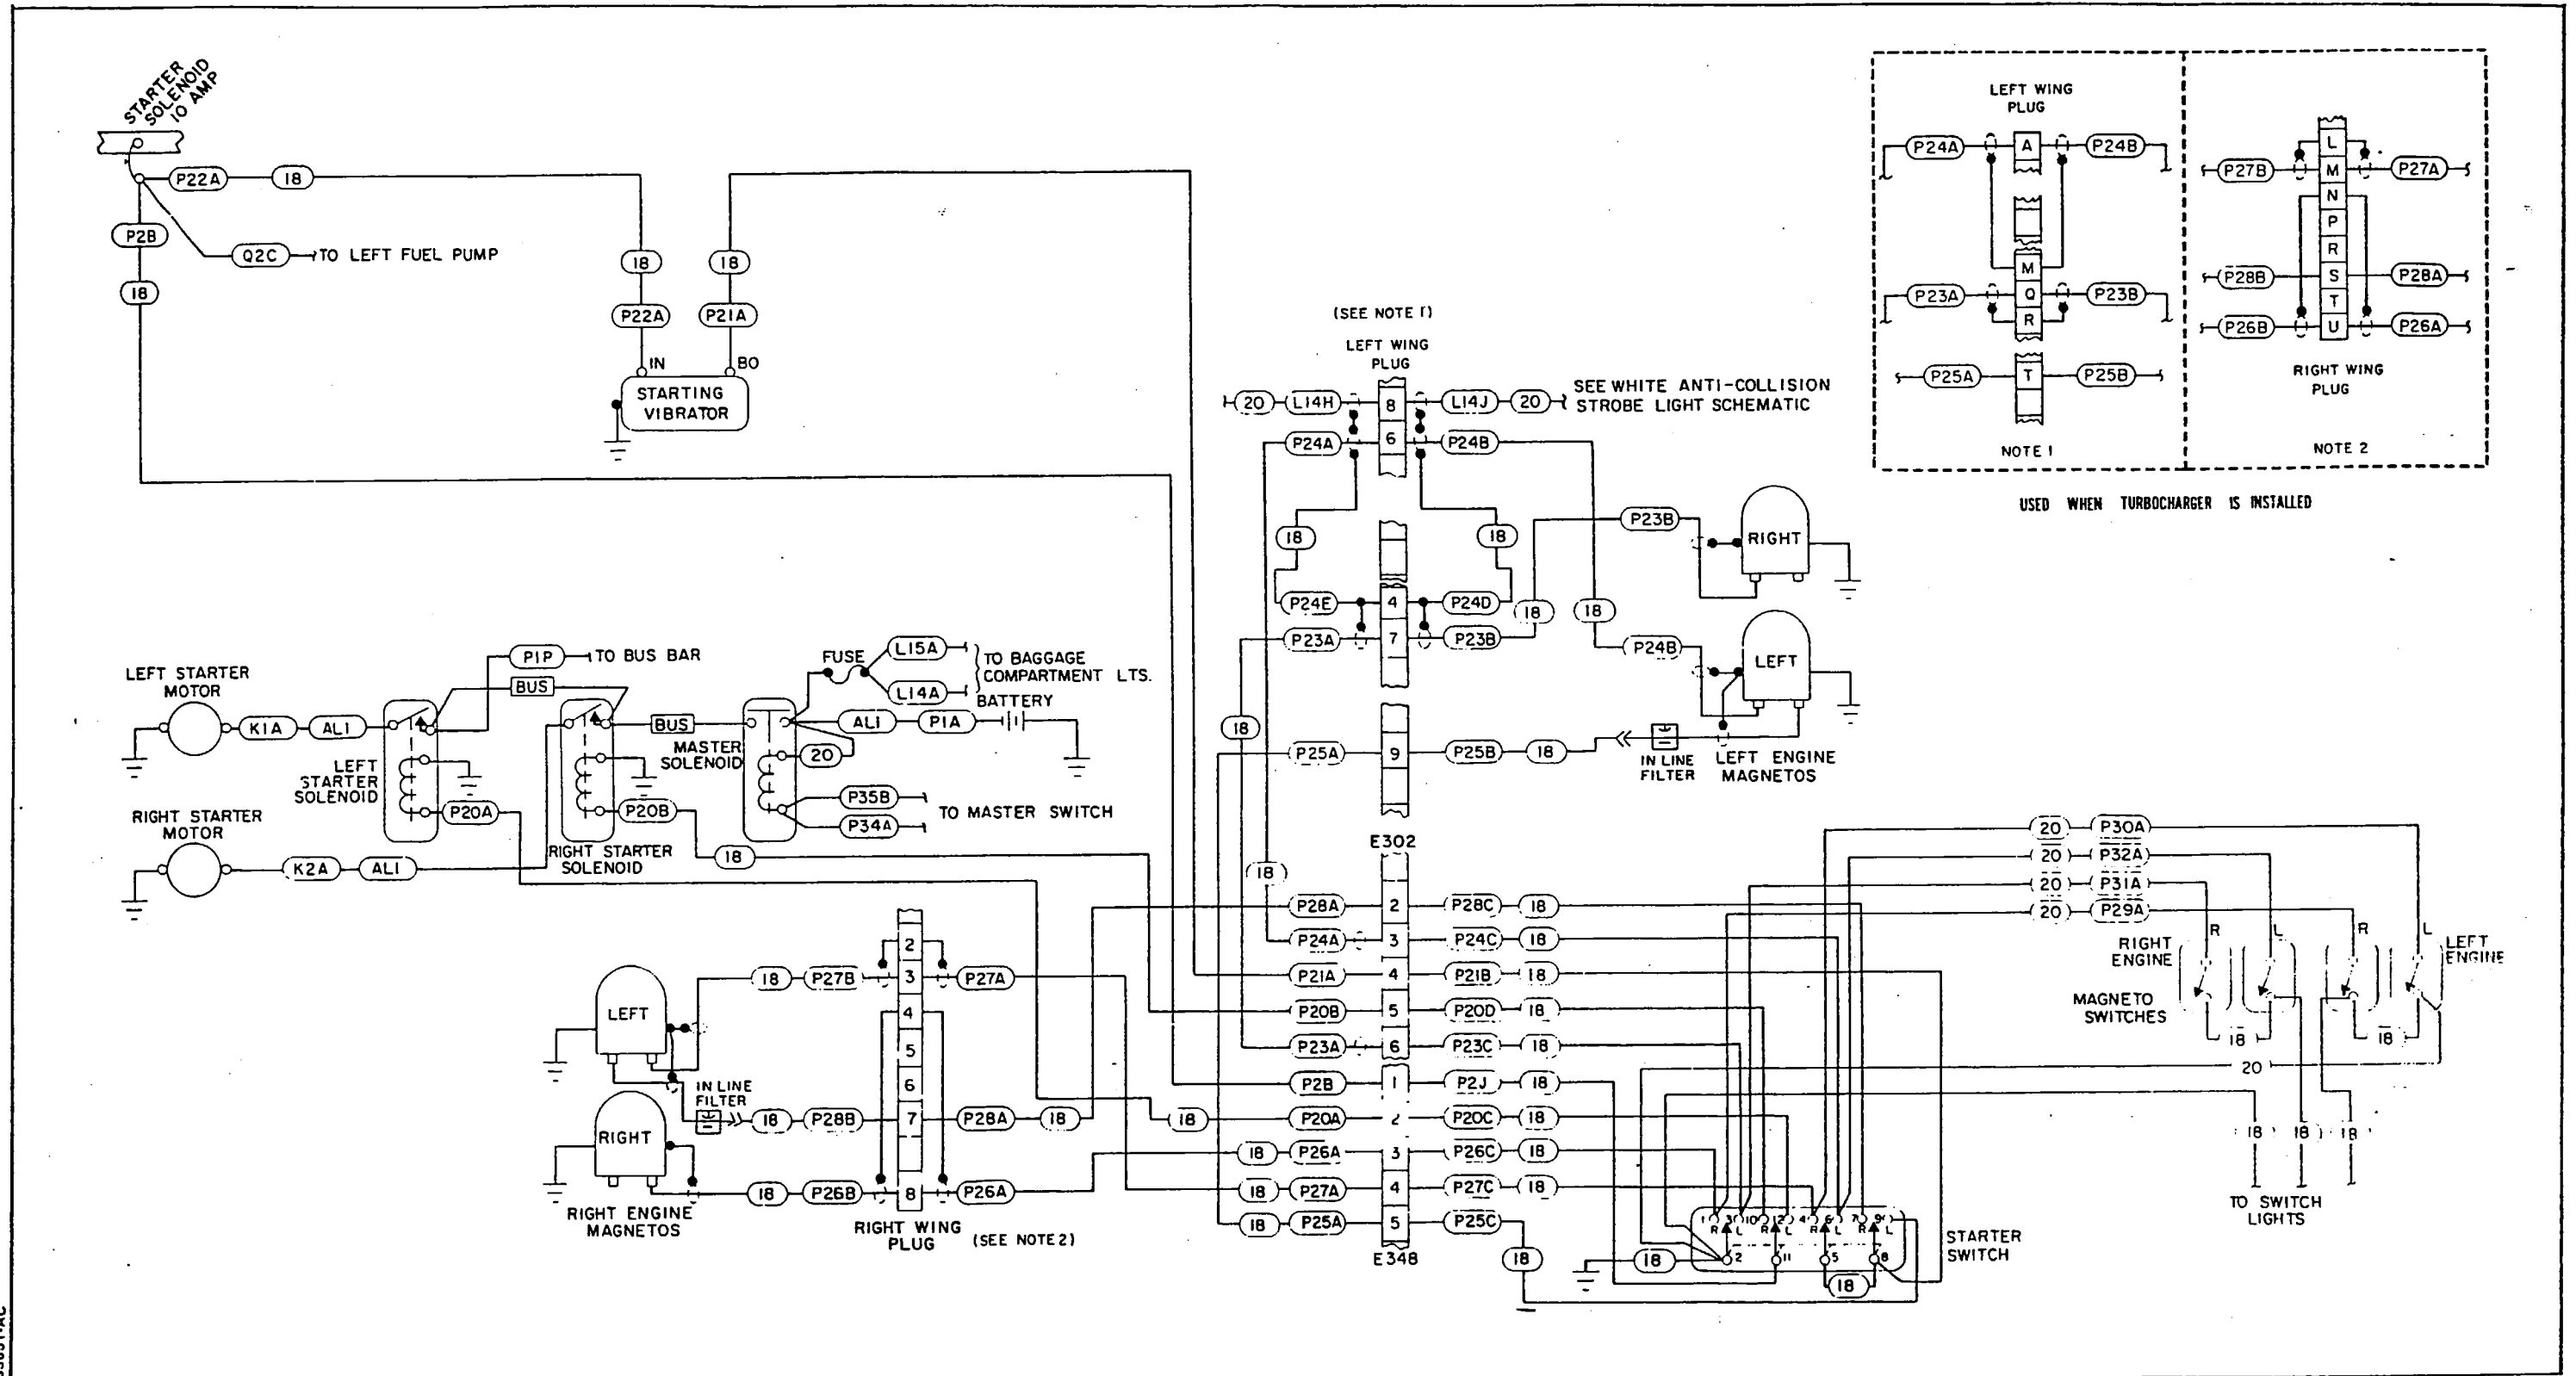 STARTER
SOLENOID
10 AMP
P22A 18
P2B
18
Q2C TO LEFT FUEL PUMP
18 18
P22A P21A
IN BO
STARTING
VIBRATOR
LEFT STARTER
MOTOR
K1A AL1
P1P TO BUS BAR
BUS
BUS
LEFT
STARTER
SOLENOID
P20A
P20B
RIGHT STARTER
SOLENOID
18
MASTER
SOLENOID
FUSE
L15A
L14A
TO BAGGAGE
COMPARTMENT LTS.
BATTERY
AL1 P1A
20
P35B
P34A
TO MASTER SWITCH
RIGHT STARTER
MOTOR
K2A AL1
LEFT
18 P27B
2
3
4
5
6
7
8
P27A
IN LINE
FILTER
18 P28B
P28A 18
RIGHT
18 P26B
P26A
RIGHT ENGINE
MAGNETOS
RIGHT WING
PLUG
(SEE NOTE 2)
(SEE NOTE 1)
LEFT WING
PLUG
20 L14H 8 L14J 20
SEE WHITE ANTI-COLLISION
STROBE LIGHT SCHEMATIC
P24A 6 P24B
18 18
P24E 4 P24D
18 18
P23A 7 P23B
18
P25A 9 P25B 18
P23B
RIGHT
P24B
LEFT
IN LINE
FILTER
LEFT ENGINE
MAGNETOS
E302
18
P28A 2 P28C 18
P24A 3 P24C 18
P21A 4 P21B 18
P20B 5 P20D 18
P23A 6 P23C 18
P2B 1 P2J 18
18 P20A 2 P20C 18
18 P26A 3 P26C 18
18 P27A 4 P27C 18
18 P25A 5 P25C
E348
18
18
1 3 10 12 4 6 7 9
R L R L R L R L
2 11 5 8
18
STARTER
SWITCH
20 P30A
20 P32A
20 P31A
20 P29A
R L R L
RIGHT
ENGINE
LEFT
ENGINE
MAGNETO
SWITCHES
18 18
20
18 18 18
TO SWITCH
LIGHTS
LEFT WING
PLUG
P24A A P24B
M
P23A Q P23B
R
P25A T P25B
NOTE 1
L
P27B M P27A
N
P
R
P28B S P28A
T
P26B U P26A
RIGHT WING
PLUG
NOTE 2
USED WHEN TURBOCHARGER IS INSTALLED